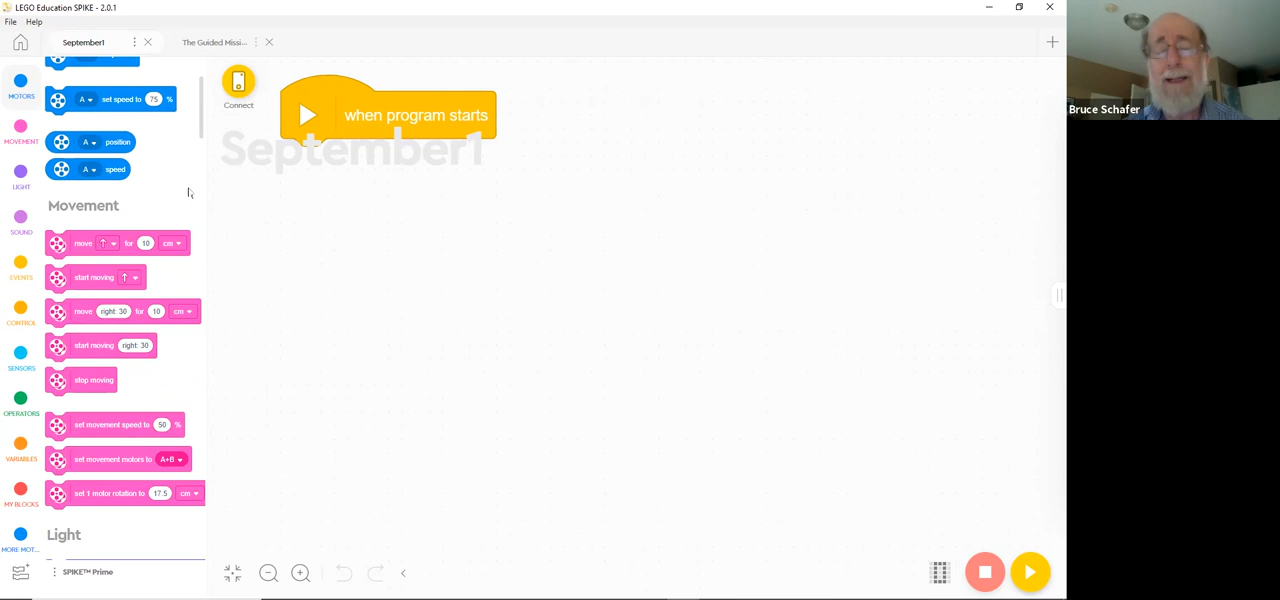 LEGO Education SPIKE - 2.0.1
File Help
September1
The Guided Missi...
MOTORS
MOVEMENT
LIGHT
SOUND
EVENTS
CONTROL
SENSORS
OPERATORS
VARIABLES
MY BLOCKS
MORE MOT...
A set speed to 75 %
A position
A speed
Movement
move for 10 cm
start moving
move right: 30 for 10 cm
start moving right: 30
stop moving
set movement speed to 50 %
set movement motors to A+B
set 1 motor rotation to 17.5 cm
Light
SPIKE™ Prime
Connect
when program starts
September1
Bruce Schafer